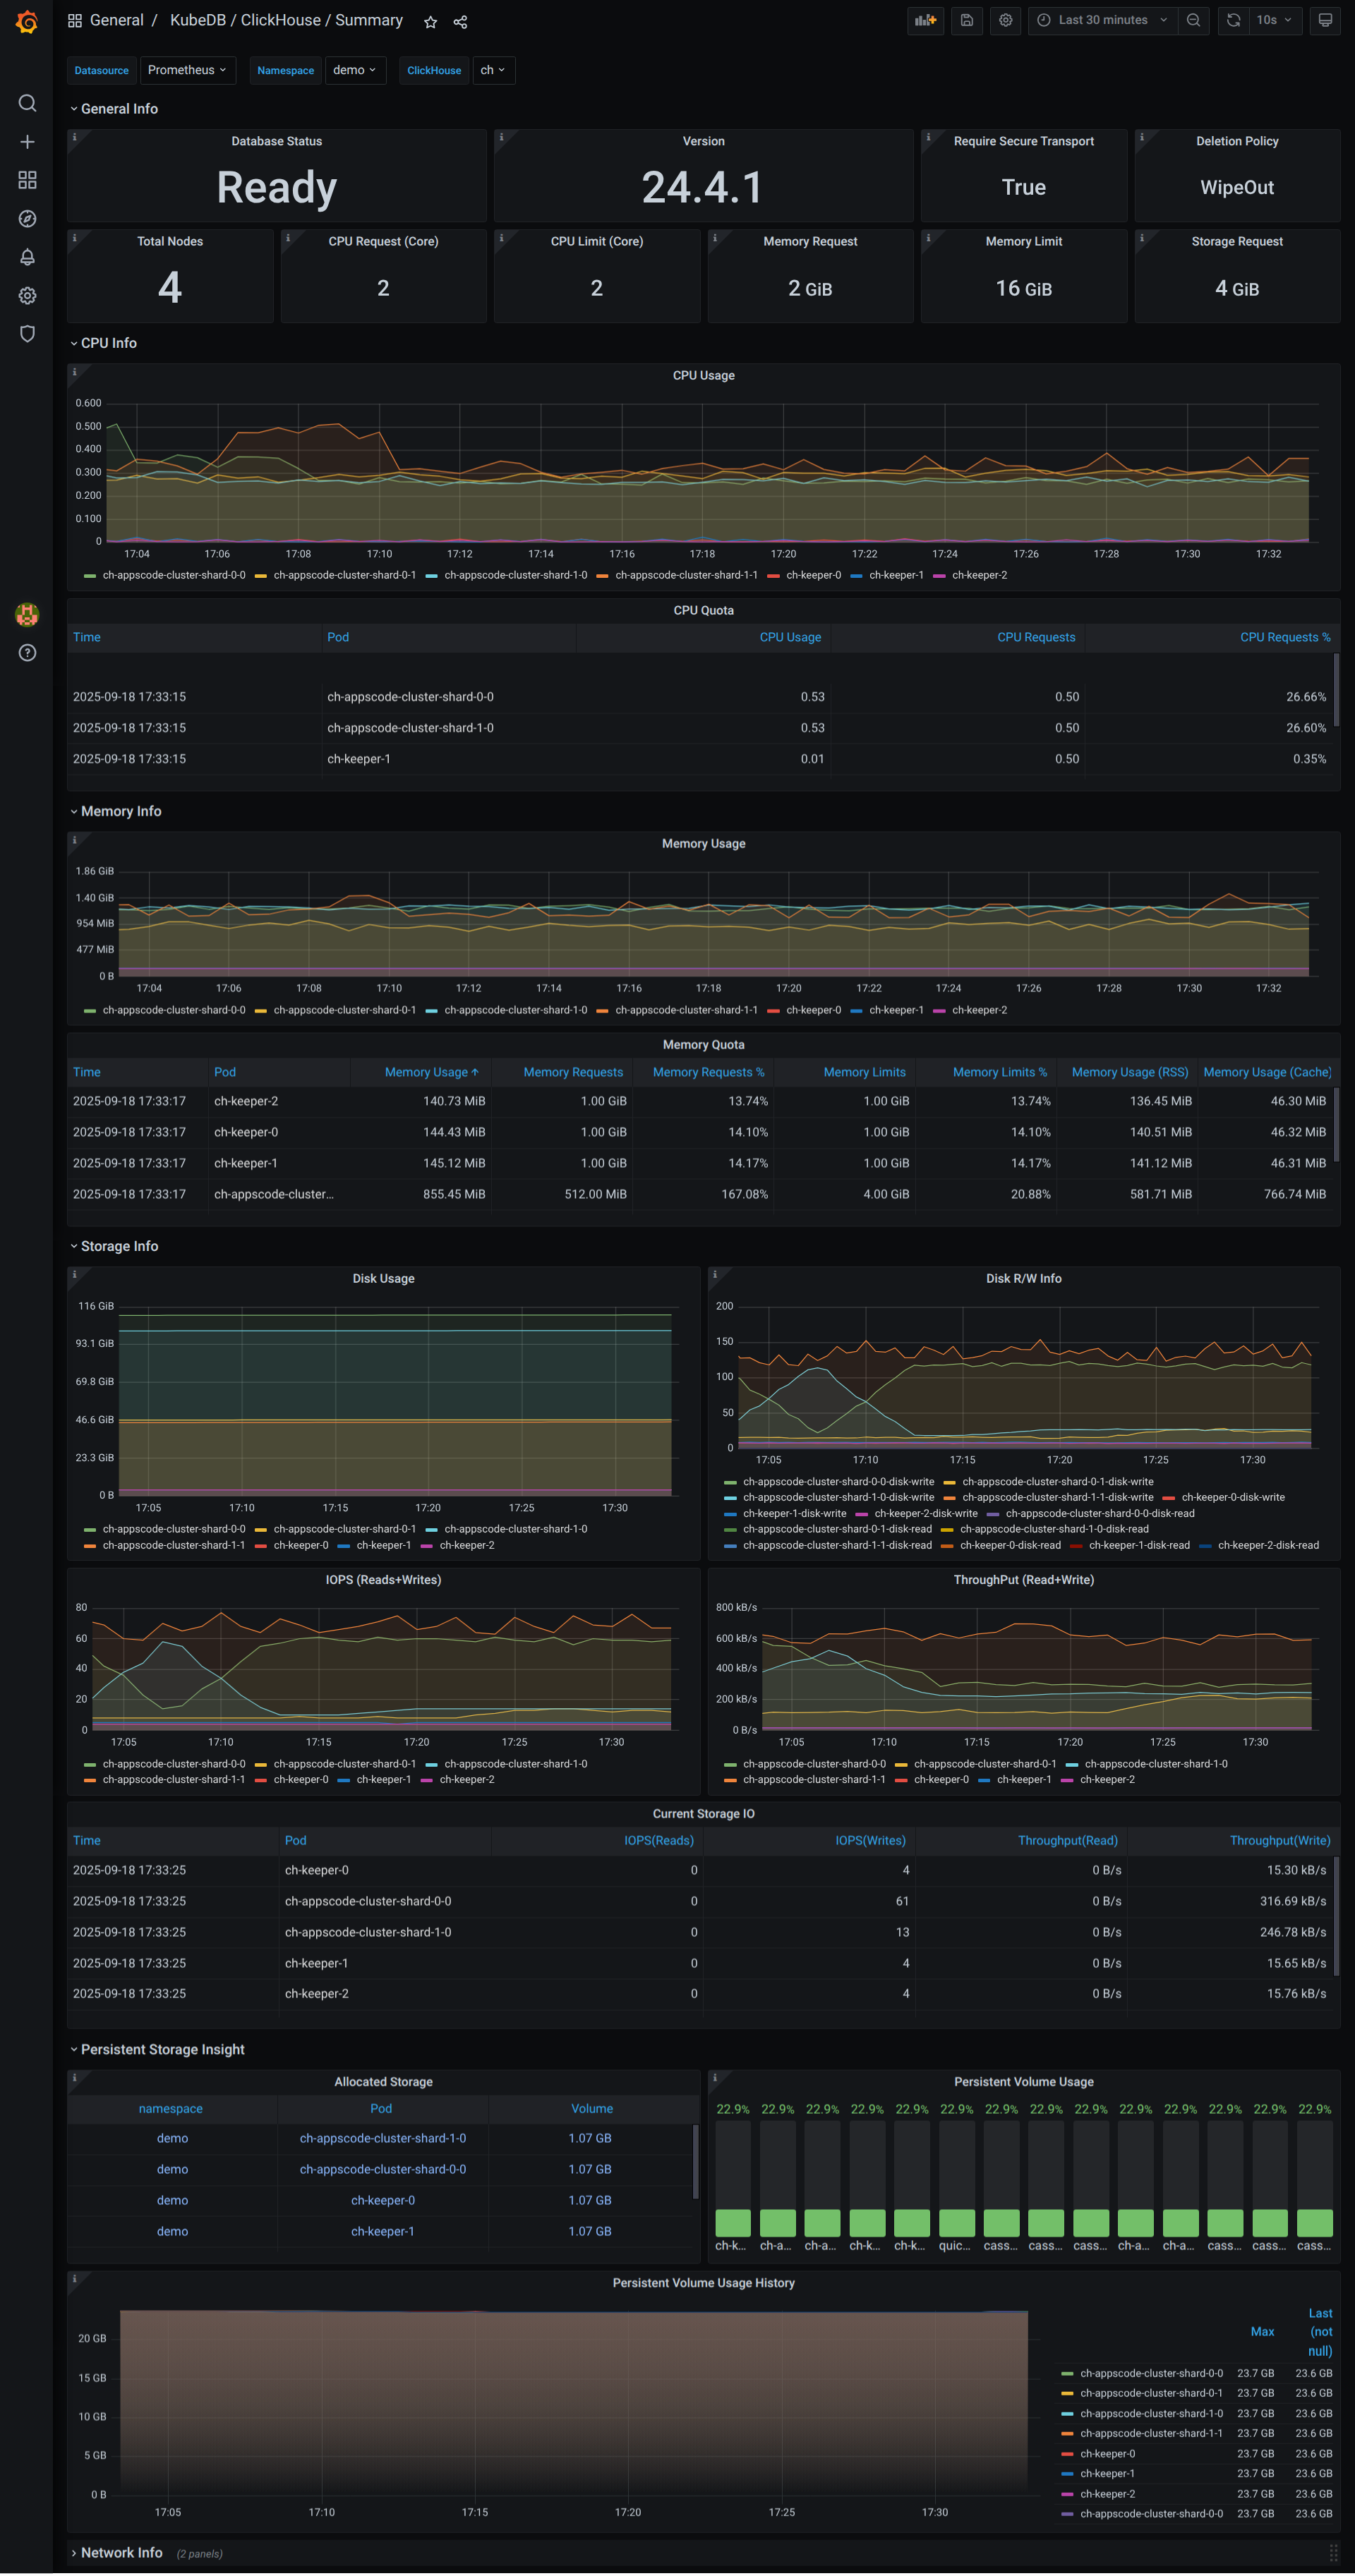 General / KubeDB / ClickHouse / Summary
Last 30 minutes
10s
Datasource Prometheus Namespace demo ClickHouse ch
General Info
Database Status Version Require Secure Transport Deletion Policy
Ready 24.4.1 True WipeOut
Total Nodes CPU Request (Core) CPU Limit (Core) Memory Request Memory Limit Storage Request
4 2 2 2 GiB 16 GiB 4 GiB
CPU Info
CPU Usage
0.600
0.500
0.400
0.300
0.200
0.100
0
17:04 17:06 17:08 17:10 17:12 17:14 17:16 17:18 17:20 17:22 17:24 17:26 17:28 17:30 17:32
ch-appscode-cluster-shard-0-0 ch-appscode-cluster-shard-0-1 ch-appscode-cluster-shard-1-0 ch-appscode-cluster-shard-1-1 ch-keeper-0 ch-keeper-1 ch-keeper-2
CPU Quota
Time Pod CPU Usage CPU Requests CPU Requests %
2025-09-18 17:33:15 ch-appscode-cluster-shard-0-0 0.53 0.50 26.66%
2025-09-18 17:33:15 ch-appscode-cluster-shard-1-0 0.53 0.50 26.60%
2025-09-18 17:33:15 ch-keeper-1 0.01 0.50 0.35%
Memory Info
Memory Usage
1.86 GiB
1.40 GiB
954 MiB
477 MiB
0 B
17:04 17:06 17:08 17:10 17:12 17:14 17:16 17:18 17:20 17:22 17:24 17:26 17:28 17:30 17:32
ch-appscode-cluster-shard-0-0 ch-appscode-cluster-shard-0-1 ch-appscode-cluster-shard-1-0 ch-appscode-cluster-shard-1-1 ch-keeper-0 ch-keeper-1 ch-keeper-2
Memory Quota
Time Pod Memory Usage ↑ Memory Requests Memory Requests % Memory Limits Memory Limits % Memory Usage (RSS) Memory Usage (Cache)
2025-09-18 17:33:17 ch-keeper-2 140.73 MiB 1.00 GiB 13.74% 1.00 GiB 13.74% 136.45 MiB 46.30 MiB
2025-09-18 17:33:17 ch-keeper-0 144.43 MiB 1.00 GiB 14.10% 1.00 GiB 14.10% 140.51 MiB 46.32 MiB
2025-09-18 17:33:17 ch-keeper-1 145.12 MiB 1.00 GiB 14.17% 1.00 GiB 14.17% 141.12 MiB 46.31 MiB
2025-09-18 17:33:17 ch-appscode-cluster... 855.45 MiB 512.00 MiB 167.08% 4.00 GiB 20.88% 581.71 MiB 766.74 MiB
Storage Info
Disk Usage
116 GiB
93.1 GiB
69.8 GiB
46.6 GiB
23.3 GiB
0 B
17:05 17:10 17:15 17:20 17:25 17:30
ch-appscode-cluster-shard-0-0 ch-appscode-cluster-shard-0-1 ch-appscode-cluster-shard-1-0
ch-appscode-cluster-shard-1-1 ch-keeper-0 ch-keeper-1 ch-keeper-2
Disk R/W Info
200
150
100
50
0
17:05 17:10 17:15 17:20 17:25 17:30
ch-appscode-cluster-shard-0-0-disk-write ch-appscode-cluster-shard-0-1-disk-write
ch-appscode-cluster-shard-1-0-disk-write ch-appscode-cluster-shard-1-1-disk-write ch-keeper-0-disk-write
ch-keeper-1-disk-write ch-keeper-2-disk-write ch-appscode-cluster-shard-0-0-disk-read
ch-appscode-cluster-shard-0-1-disk-read ch-appscode-cluster-shard-1-0-disk-read
ch-appscode-cluster-shard-1-1-disk-read ch-keeper-0-disk-read ch-keeper-1-disk-read ch-keeper-2-disk-read
IOPS (Reads+Writes)
80
60
40
20
0
17:05 17:10 17:15 17:20 17:25 17:30
ch-appscode-cluster-shard-0-0 ch-appscode-cluster-shard-0-1 ch-appscode-cluster-shard-1-0
ch-appscode-cluster-shard-1-1 ch-keeper-0 ch-keeper-1 ch-keeper-2
ThroughPut (Read+Write)
800 kB/s
600 kB/s
400 kB/s
200 kB/s
0 B/s
17:05 17:10 17:15 17:20 17:25 17:30
ch-appscode-cluster-shard-0-0 ch-appscode-cluster-shard-0-1 ch-appscode-cluster-shard-1-0
ch-appscode-cluster-shard-1-1 ch-keeper-0 ch-keeper-1 ch-keeper-2
Current Storage IO
Time Pod IOPS(Reads) IOPS(Writes) Throughput(Read) Throughput(Write)
2025-09-18 17:33:25 ch-keeper-0 0 4 0 B/s 15.30 kB/s
2025-09-18 17:33:25 ch-appscode-cluster-shard-0-0 0 61 0 B/s 316.69 kB/s
2025-09-18 17:33:25 ch-appscode-cluster-shard-1-0 0 13 0 B/s 246.78 kB/s
2025-09-18 17:33:25 ch-keeper-1 0 4 0 B/s 15.65 kB/s
2025-09-18 17:33:25 ch-keeper-2 0 4 0 B/s 15.76 kB/s
Persistent Storage Insight
Allocated Storage
namespace Pod Volume
demo ch-appscode-cluster-shard-1-0 1.07 GB
demo ch-appscode-cluster-shard-0-0 1.07 GB
demo ch-keeper-0 1.07 GB
demo ch-keeper-1 1.07 GB
Persistent Volume Usage
22.9% 22.9% 22.9% 22.9% 22.9% 22.9% 22.9% 22.9% 22.9% 22.9% 22.9% 22.9% 22.9% 22.9%
ch-k... ch-a... ch-a... ch-k... ch-k... quic... cass... cass... cass... ch-a... ch-a... cass... cass... cass...
Persistent Volume Usage History
20 GB
15 GB
10 GB
5 GB
0 B
17:05 17:10 17:15 17:20 17:25 17:30
Max Last (not null)
ch-appscode-cluster-shard-0-0 23.7 GB 23.6 GB
ch-appscode-cluster-shard-0-1 23.7 GB 23.6 GB
ch-appscode-cluster-shard-1-0 23.7 GB 23.6 GB
ch-appscode-cluster-shard-1-1 23.7 GB 23.6 GB
ch-keeper-0 23.7 GB 23.6 GB
ch-keeper-1 23.7 GB 23.6 GB
ch-keeper-2 23.7 GB 23.6 GB
ch-appscode-cluster-shard-0-0 23.7 GB 23.6 GB
Network Info (2 panels)